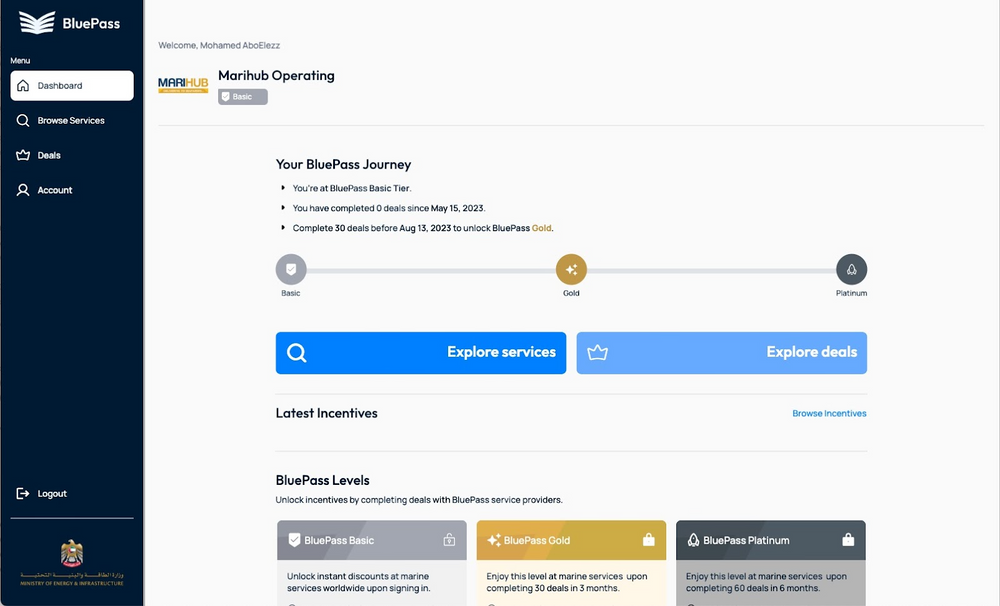 BluePass
Menu
Dashboard
Browse Services
Deals
Account
Logout
وزارة الطاقة والبنية التحتية
MINISTRY OF ENERGY & INFRASTRUCTURE
Welcome, Mohamed AboElezz
MARIHUB
Marihub Operating
Basic
Your BluePass Journey
You're at BluePass Basic Tier.
You have completed 0 deals since May 15, 2023.
Complete 30 deals before Aug 13, 2023 to unlock BluePass Gold.
Basic
Gold
Platinum
Explore services
Explore deals
Latest Incentives
Browse Incentives
BluePass Levels
Unlock incentives by completing deals with BluePass service providers.
BluePass Basic
Unlock instant discounts at marine
services worldwide upon signing in.
BluePass Gold
Enjoy this level at marine services upon
completing 30 deals in 3 months.
BluePass Platinum
Enjoy this level at marine services upon
completing 60 deals in 6 months.